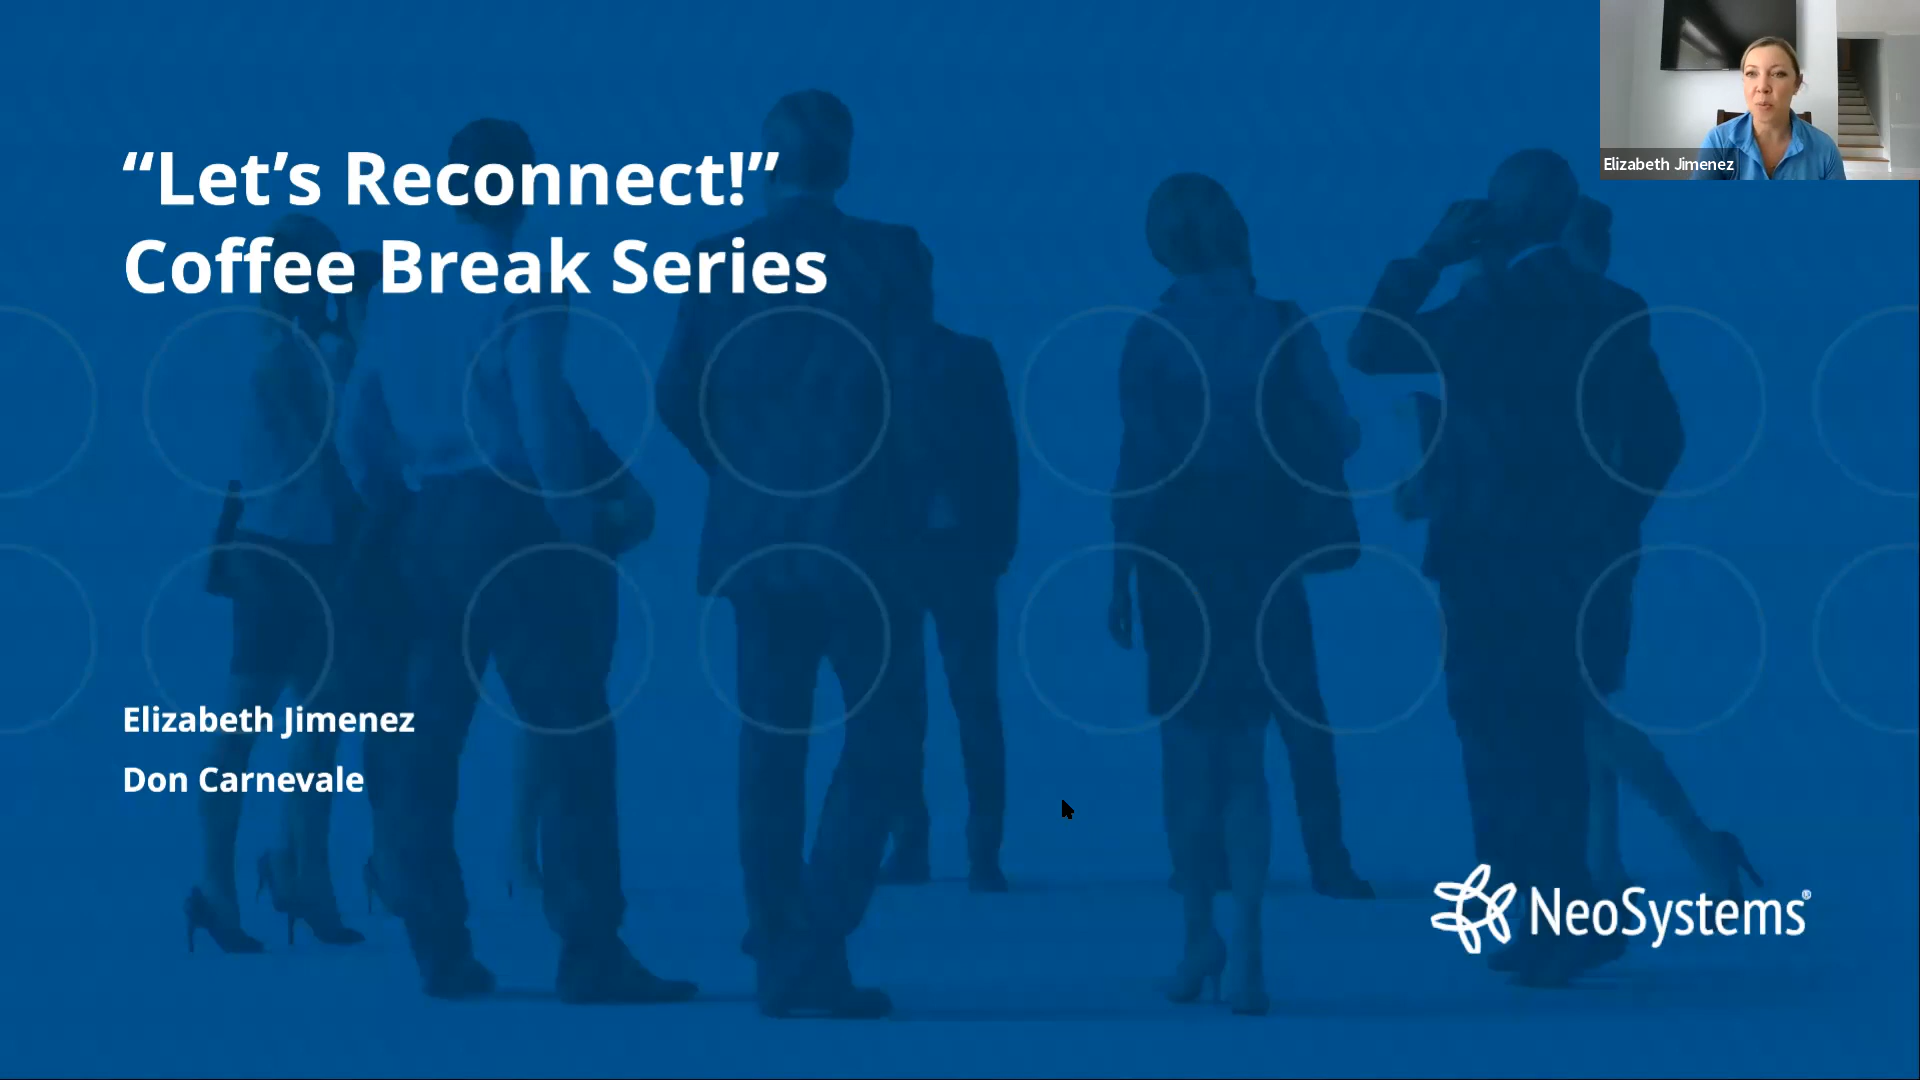 “Let’s Reconnect!”
Coffee Break Series
Elizabeth Jimenez
Elizabeth Jimenez
Don Carnevale
NeoSystems®